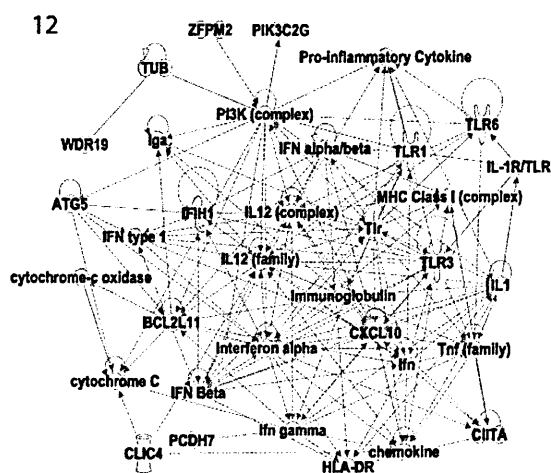 12
ZFPM2 PIK3C2G
Pro-inflammatory Cytokine
TUB
PI3K (complex) TLR6
WDR19 Iga IFN alpha/beta TLR1
IL-1R/TLR
ATG5 IFIH1 IL12 (complex) MHC Class I (complex)
IFN type 1 Tlr
IL12 (family) TLR3
cytochrome-c oxidase IL1
Immunoglobulin
BCL2L11 CXCL10
Interferon alpha Ifn Tnf (family)
cytochrome C IFN Beta
Ifn gamma CIITA
CLIC4 PCDH7 chemokine
HLA-DR